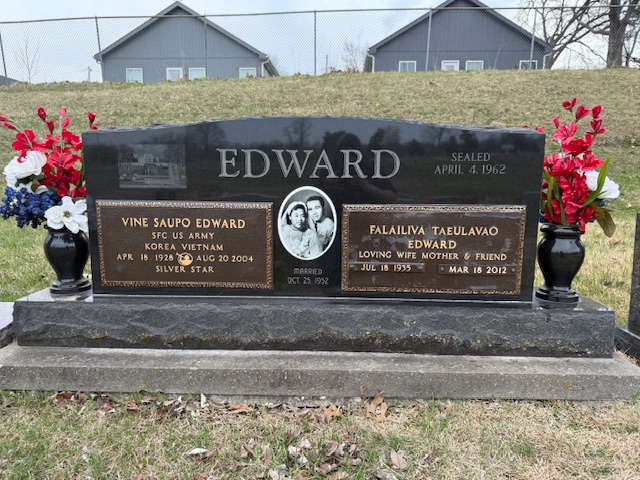 EDWARD
SEALED
APRIL 4, 1962
VINE SAUPO EDWARD
SFC US ARMY
KOREA VIETNAM
APR 18 1928 AUG 20 2004
SILVER STAR
MARRIED
OCT. 25, 1952
FALAILIVA TAEULAVAO
EDWARD
LOVING WIFE MOTHER & FRIEND
JUL 18 1935 MAR 18 2012